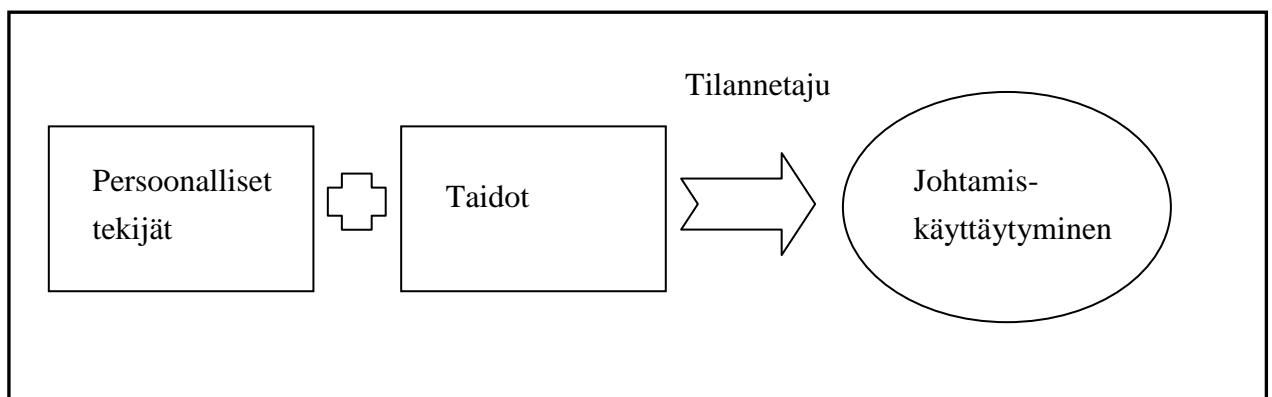 Tilannetaju
Persoonalliset
tekijät
Taidot
Johtamis-
käyttäytyminen